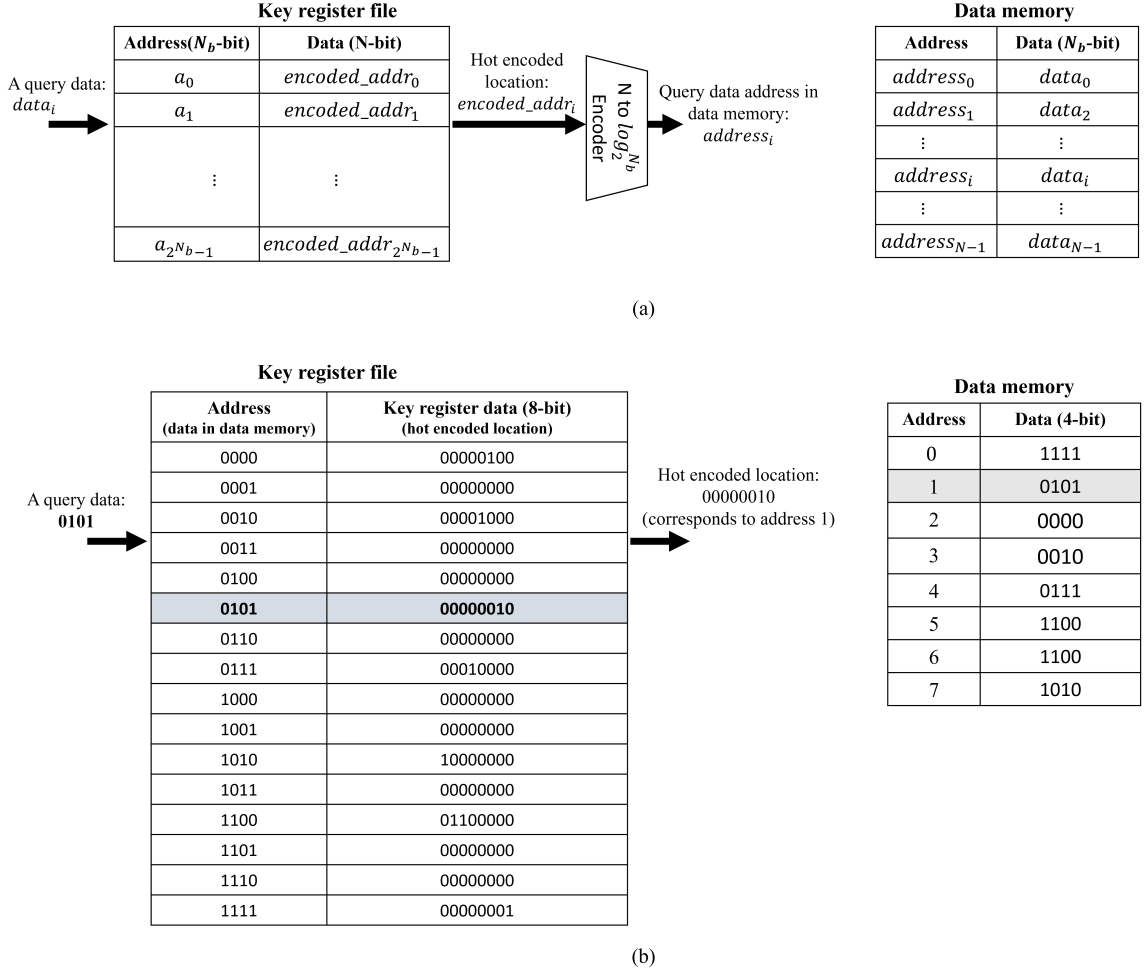 Key register file
Data memory
Address(N_b-bit) Data (N-bit)
a_0 encoded_addr_0
a_1 encoded_addr_1
⋮ ⋮
a_{2^{N_b}-1} encoded_addr_{2^{N_b}-1}
A query data:
data_i
Hot encoded
location:
encoded_addr_i
N to log_2^{N_b}
Encoder
Query data address in
data memory:
address_i
Address Data (N_b-bit)
address_0 data_0
address_1 data_2
⋮ ⋮
address_i data_i
⋮ ⋮
address_{N-1} data_{N-1}
(a)
Key register file
Data memory
A query data:
0101
Address Key register data (8-bit)
(data in data memory) (hot encoded location)
0000 00000100
0001 00000000
0010 00001000
0011 00000000
0100 00000000
0101 00000010
0110 00000000
0111 00010000
1000 00000000
1001 00000000
1010 10000000
1011 00000000
1100 01100000
1101 00000000
1110 00000000
1111 00000001
Hot encoded location:
00000010
(corresponds to address 1)
Address Data (4-bit)
0 1111
1 0101
2 0000
3 0010
4 0111
5 1100
6 1100
7 1010
(b)